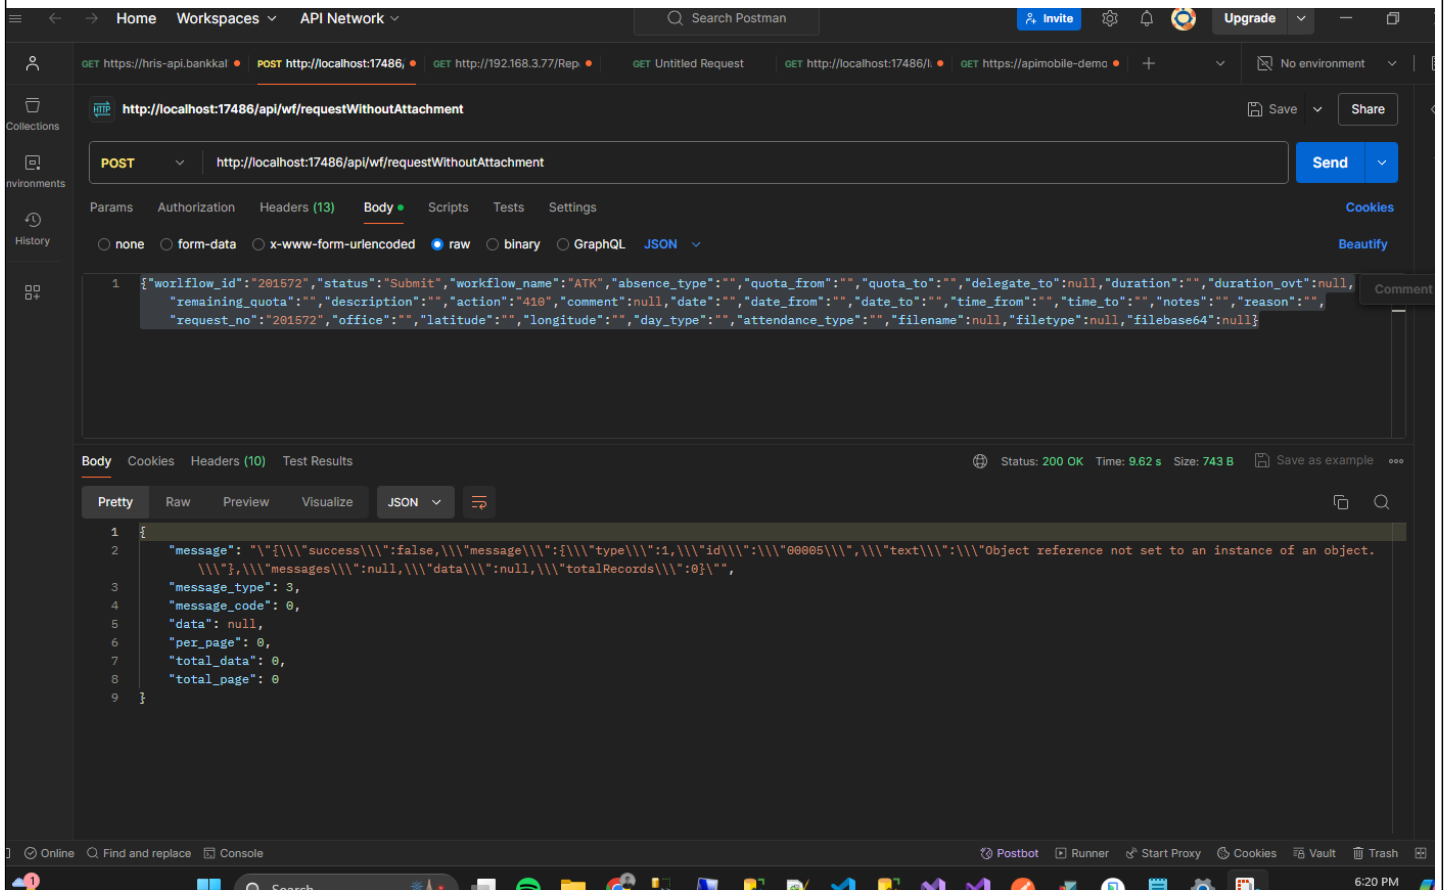 Home Workspaces API Network Search Postman Invite Upgrade
GET https://hris-api.bankkal POST http://localhost:17486, GET http://192.168.3.77/Rep GET Untitled Request GET http://localhost:17486/l. GET https://apimobile-demo + No environment
HTTP http://localhost:17486/api/wf/requestWithoutAttachment Save Share
Collections
POST http://localhost:17486/api/wf/requestWithoutAttachment Send
nvironments
Params Authorization Headers (13) Body Scripts Tests Settings Cookies
History
none form-data x-www-form-urlencoded raw binary GraphQL JSON Beautify
1 {"worlflow_id":"201572","status":"Submit","workflow_name":"ATK","absence_type":"","quota_from":"","quota_to":"","delegate_to":null,"duration":"","duration_ovt":null,
Comment
"remaining_quota":"","description":"","action":"410","comment":null,"date":"","date_from":"","date_to":"","time_from":"","time_to":"","notes":"","reason":"",
"request_no":"201572","office":"","latitude":"","longitude":"","day_type":"","attendance_type":"","filename":null,"filetype":null,"filebase64":null}
Body Cookies Headers (10) Test Results Status: 200 OK Time: 9.62 s Size: 743 B Save as example
Pretty Raw Preview Visualize JSON
1 {
2 "message": "\"{\\\"success\\\":false,\\\"message\\\":{\\\"type\\\":1,\\\"id\\\":\\\"00005\\\",\\\"text\\\":\\\"Object reference not set to an instance of an object.
\\\"},\\\"messages\\\":null,\\\"data\\\":null,\\\"totalRecords\\\":0}\"",
3 "message_type": 3,
4 "message_code": 0,
5 "data": null,
6 "per_page": 0,
7 "total_data": 0,
8 "total_page": 0
9 }
Online Find and replace Console Postbot Runner Start Proxy Cookies Vault Trash
1 Search 6:20 PM